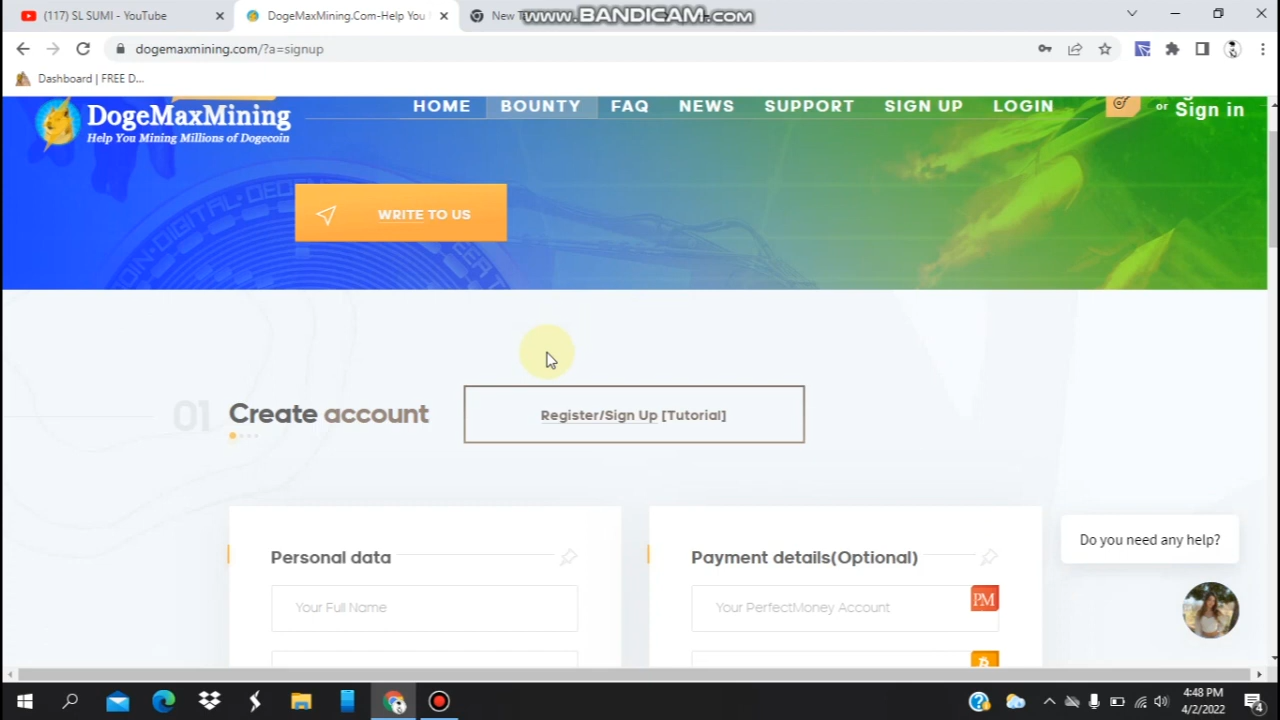 (117) SL SUMI - YouTube
DogeMaxMining.Com-Help You
New T
www.BANDICAM.com
dogemaxmining.com/?a=signup
Dashboard | FREE D...
DogeMaxMining
Help You Mining Millions of Dogecoin
HOME
BOUNTY
FAQ
NEWS
SUPPORT
SIGN UP
LOGIN
or
Sign in
WRITE TO US
01
Create account
Register/Sign Up [Tutorial]
Personal data
Payment details(Optional)
Your Full Name
Your PerfectMoney Account
PM
Do you need any help?
4:48 PM
4/2/2022
4